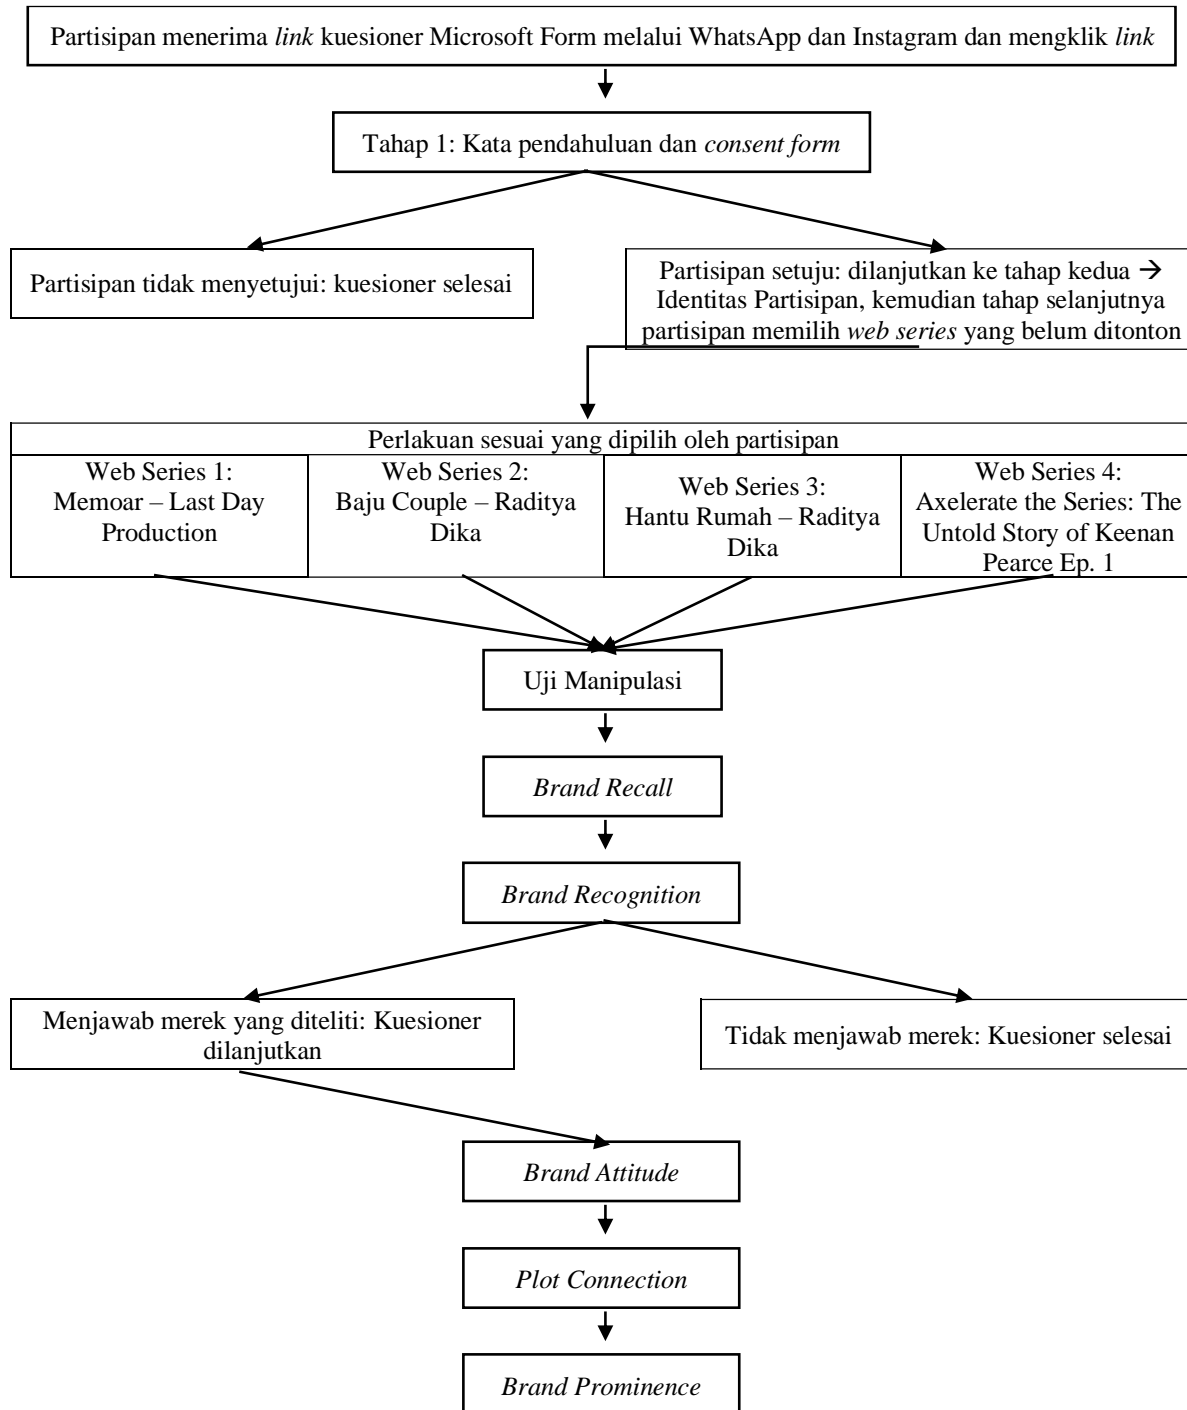 Partisipan menerima link kuesioner Microsoft Form melalui WhatsApp dan Instagram dan mengklik link
Tahap 1: Kata pendahuluan dan consent form
Partisipan tidak menyetujui: kuesioner selesai
Partisipan setuju: dilanjutkan ke tahap kedua →
Identitas Partisipan, kemudian tahap selanjutnya
partisipan memilih web series yang belum ditonton
Perlakuan sesuai yang dipilih oleh partisipan
Web Series 1:
Memoar – Last Day
Production
Web Series 2:
Baju Couple – Raditya
Dika
Web Series 3:
Hantu Rumah – Raditya
Dika
Web Series 4:
Axelerate the Series: The
Untold Story of Keenan
Pearce Ep. 1
Uji Manipulasi
Brand Recall
Brand Recognition
Menjawab merek yang diteliti: Kuesioner
dilanjutkan
Tidak menjawab merek: Kuesioner selesai
Brand Attitude
Plot Connection
Brand Prominence